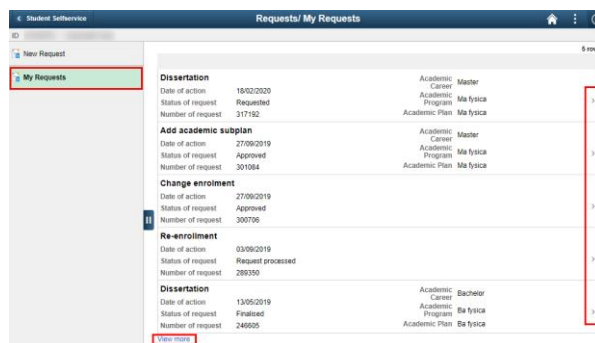 Student Selfservice
Requests/ My Requests
ID
New Request
5 row
My Requests
Dissertation
Date of action 18/02/2020
Status of request Requested
Number of request 317192
Academic Career Master
Academic Program Ma fysica
Academic Plan Ma fysica
Add academic subplan
Date of action 27/09/2019
Status of request Approved
Number of request 301084
Academic Career Master
Academic Program Ma fysica
Academic Plan Ma fysica
Change enrolment
Date of action 27/09/2019
Status of request Approved
Number of request 300706
Re-enrollment
Date of action 03/09/2019
Status of request Request processed
Number of request 289350
Dissertation
Date of action 13/05/2019
Status of request Finalised
Number of request 246605
Academic Career Bachelor
Academic Program Ba fysica
Academic Plan Ba fysica
View more